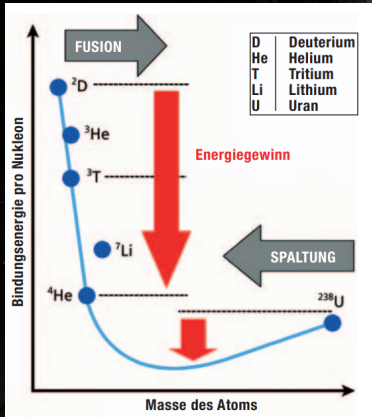 FUSION
D Deuterium
He Helium
T Tritium
Li Lithium
U Uran
²D
³He
Energiegewinn
³T
⁷Li
SPALTUNG
⁴He
²³⁸U
Bindungsenergie pro Nukleon
Masse des Atoms